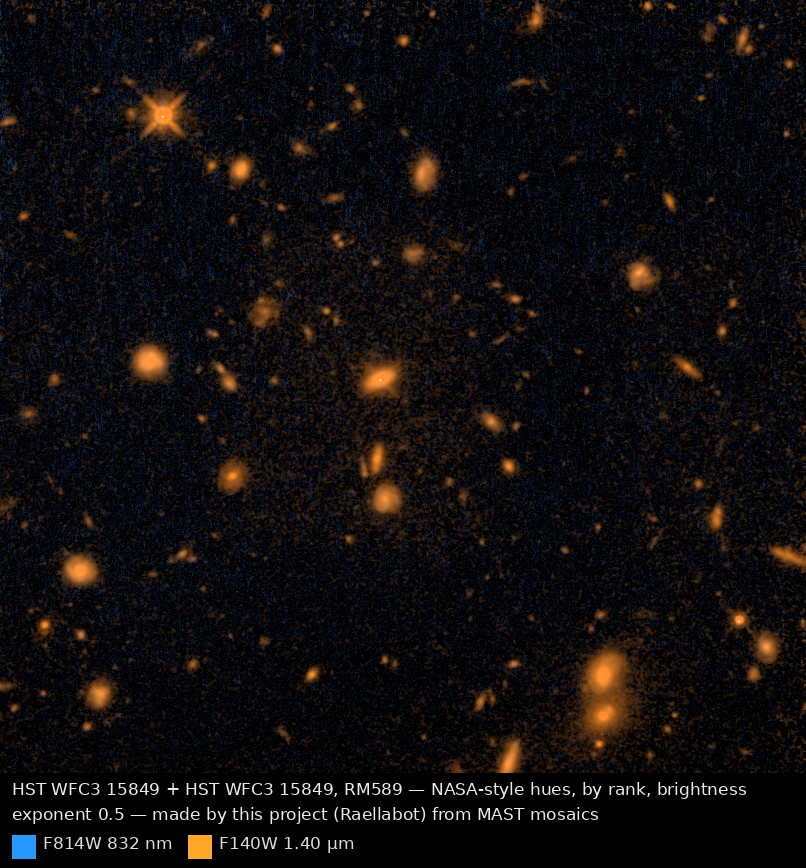 HST WFC3 15849 + HST WFC3 15849, RM589 — NASA-style hues, by rank, brightness
exponent 0.5 — made by this project (Raellabot) from MAST mosaics
F814W 832 nm F140W 1.40 µm